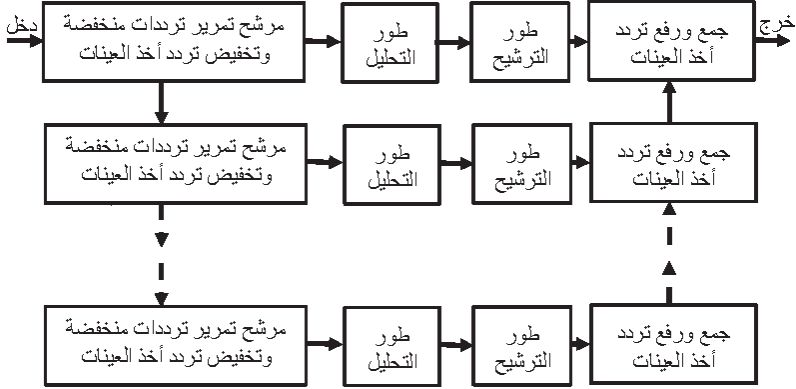 دخل
مرشح تمرير ترددات منخفضة
وتخفيض تردد أخذ العينات
طور
التحليل
طور
الترشيح
جمع ورفع تردد
أخذ العينات
خرج
مرشح تمرير ترددات منخفضة
وتخفيض تردد أخذ العينات
طور
التحليل
طور
الترشيح
جمع ورفع تردد
أخذ العينات
مرشح تمرير ترددات منخفضة
وتخفيض تردد أخذ العينات
طور
التحليل
طور
الترشيح
جمع ورفع تردد
أخذ العينات